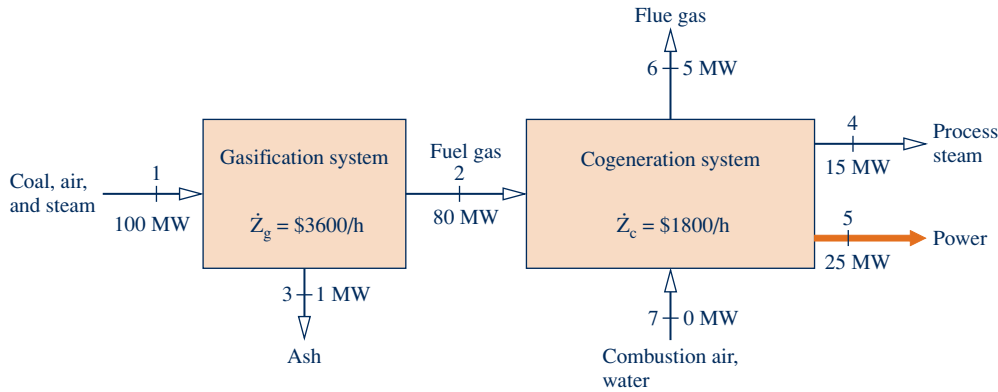 Flue gas
6 5 MW
Gasification system
Ż_g = $3600/h
Coal, air,
and steam
1
100 MW
Fuel gas
2
80 MW
3 1 MW
Ash
Cogeneration system
Ż_c = $1800/h
4
15 MW
Process
steam
5
25 MW
Power
7 0 MW
Combustion air,
water